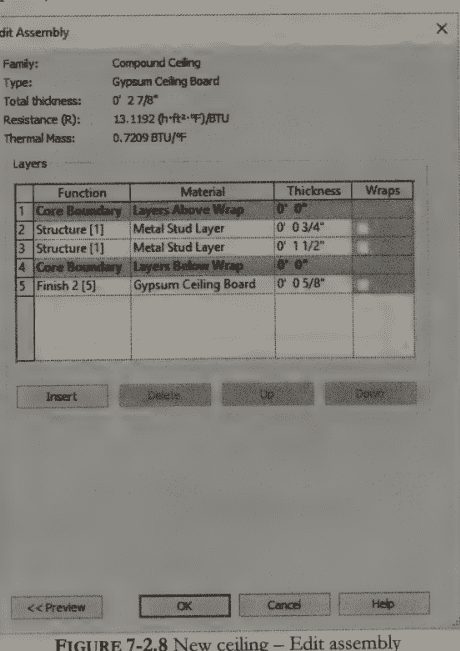 dit Assembly
Family: Compound Ceiling
Type: Gypsum Ceiling Board
Total thickness: 0' 2 7/8"
Resistance (R): 13.1192 (h·ft²·°F)/BTU
Thermal Mass: 0.7209 BTU/°F
Layers
Function Material Thickness Wraps
1 Core Boundary Layers Above Wrap 0' 0"
2 Structure [1] Metal Stud Layer 0' 0 3/4"
3 Structure [1] Metal Stud Layer 0' 1 1/2"
4 Core Boundary Layers Below Wrap 0' 0"
5 Finish 2 [5] Gypsum Ceiling Board 0' 0 5/8"
Insert Delete Up Down
<< Preview OK Cancel Help
FIGURE 7-2.8 New ceiling – Edit assembly